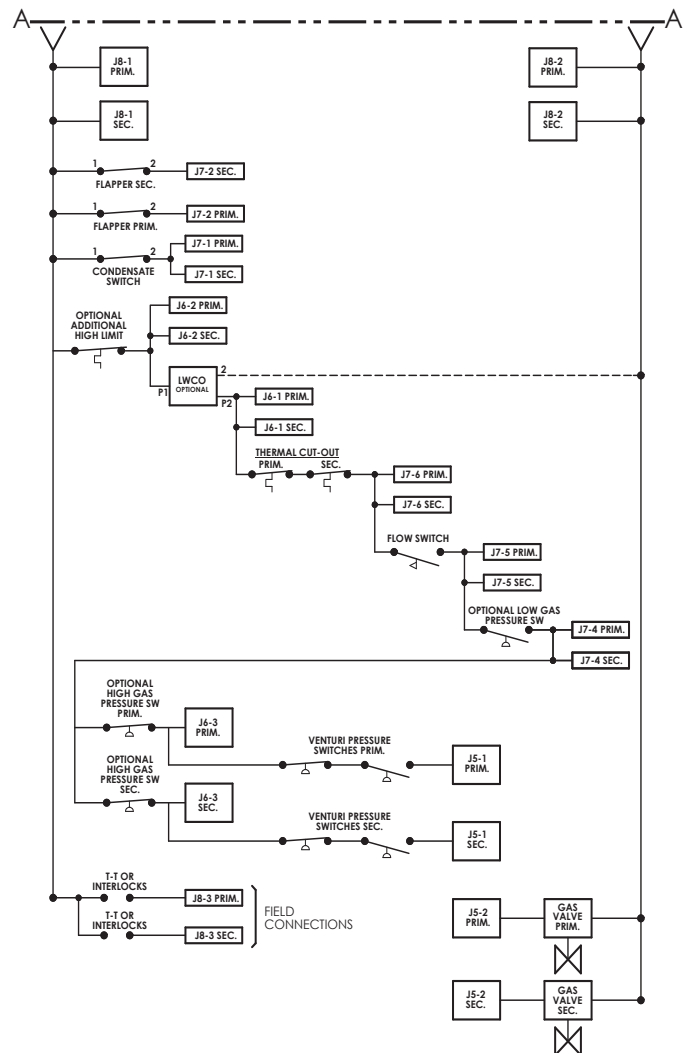 A A
J8-1
PRIM.
J8-2
PRIM.
J8-1
SEC.
J8-2
SEC.
1 2
J7-2 SEC.
FLAPPER SEC.
1 2
J7-2 PRIM.
FLAPPER PRIM.
J7-1 PRIM.
1 2
CONDENSATE
SWITCH
J7-1 SEC.
OPTIONAL
ADDITIONAL
HIGH LIMIT
J6-2 PRIM.
J6-2 SEC.
P1
LWCO
OPTIONAL
2
P2
J6-1 PRIM.
J6-1 SEC.
THERMAL CUT-OUT
PRIM. SEC.
J7-6 PRIM.
J7-6 SEC.
FLOW SWITCH
J7-5 PRIM.
J7-5 SEC.
OPTIONAL LOW GAS
PRESSURE SW
J7-4 PRIM.
J7-4 SEC.
OPTIONAL
HIGH GAS
PRESSURE SW
PRIM.
J6-3
PRIM.
VENTURI PRESSURE
SWITCHES PRIM.
J5-1
PRIM.
OPTIONAL
HIGH GAS
PRESSURE SW
SEC.
J6-3
SEC.
VENTURI PRESSURE
SWITCHES SEC.
J5-1
SEC.
T-T OR
INTERLOCKS
J8-3 PRIM.
T-T OR
INTERLOCKS
J8-3 SEC.
FIELD
CONNECTIONS
J5-2
PRIM.
GAS
VALVE
PRIM.
J5-2
SEC.
GAS
VALVE
SEC.